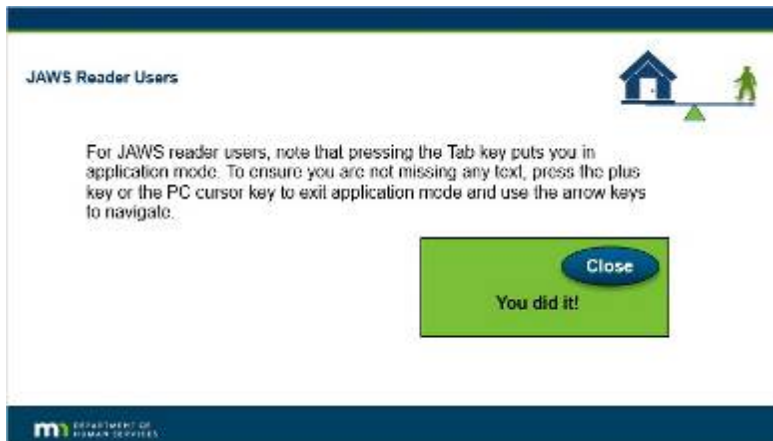 JAWS Reader Users
For JAWS reader users, note that pressing the Tab key puts you in
application mode. To ensure you are not missing any text, press the plus
key or the PC cursor key to exit application mode and use the arrow keys
to navigate.
Close
You did it!
mn DEPARTMENT OF
HUMAN SERVICES